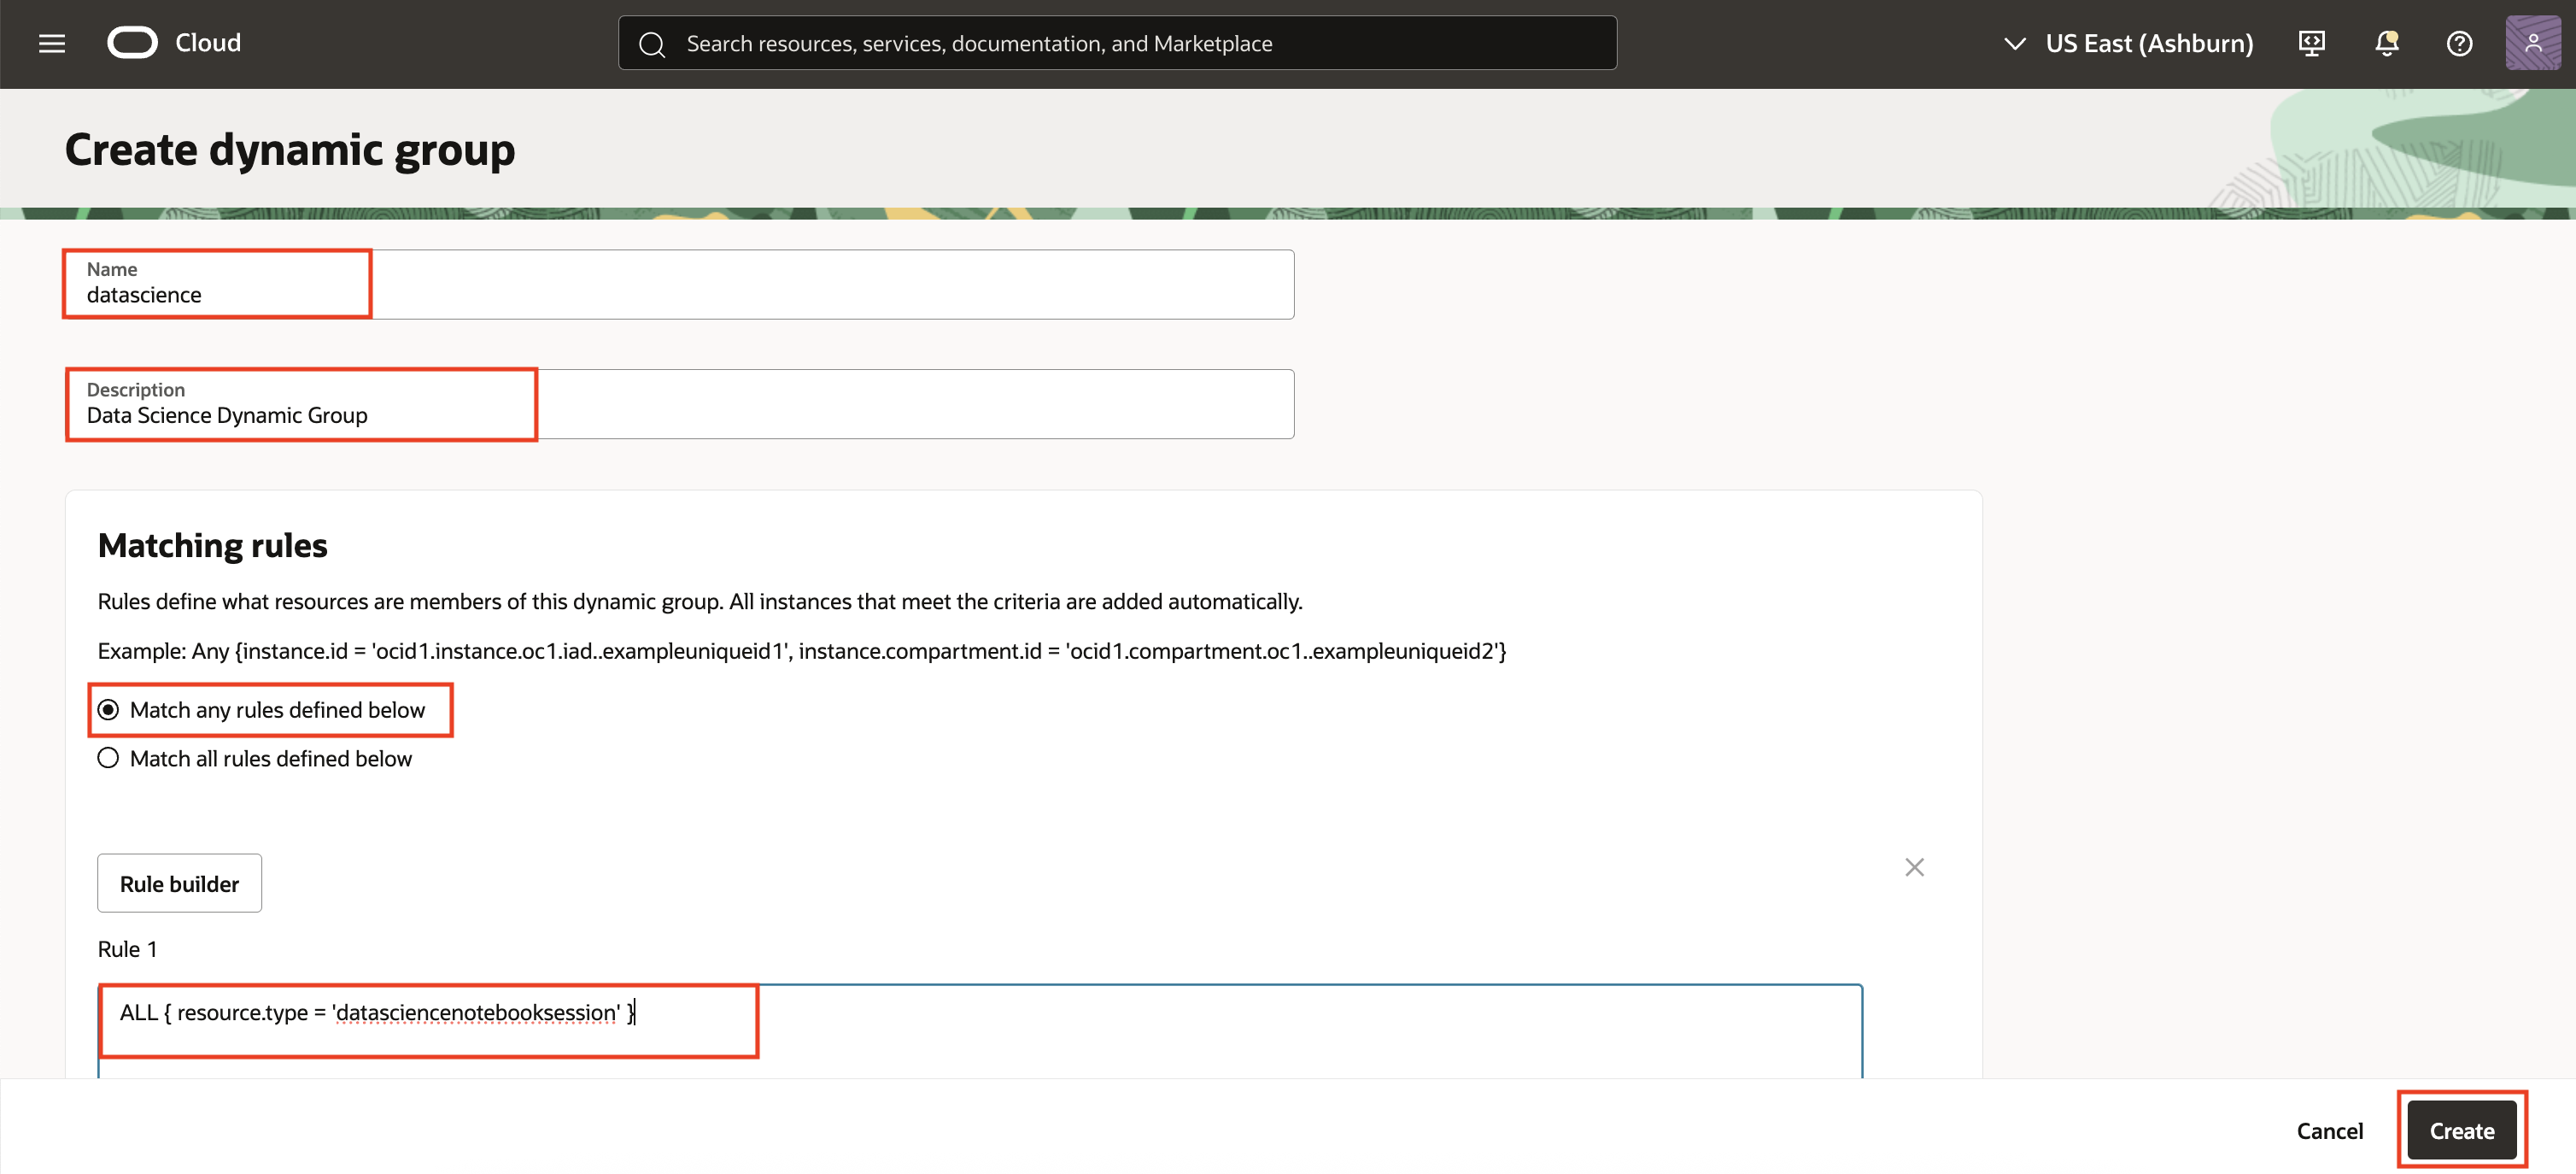 Cloud
Search resources, services, documentation, and Marketplace
US East (Ashburn)
Create dynamic group
Name
datascience
Description
Data Science Dynamic Group
Matching rules
Rules define what resources are members of this dynamic group. All instances that meet the criteria are added automatically.
Example: Any {instance.id = 'ocid1.instance.oc1.iad..exampleuniqueid1', instance.compartment.id = 'ocid1.compartment.oc1..exampleuniqueid2'}
Match any rules defined below
Match all rules defined below
Rule builder
Rule 1
ALL { resource.type = 'datasciencenotebooksession' }
Cancel
Create